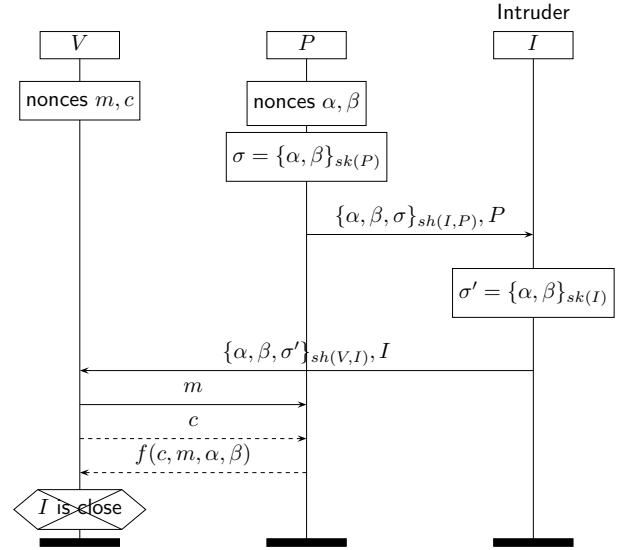 Intruder
V P I
nonces m, c nonces α, β
σ = {α, β}sk(P)
{α, β, σ}sh(I,P), P
σ′ = {α, β}sk(I)
{α, β, σ′}sh(V,I), I
m
c
f(c, m, α, β)
I is close